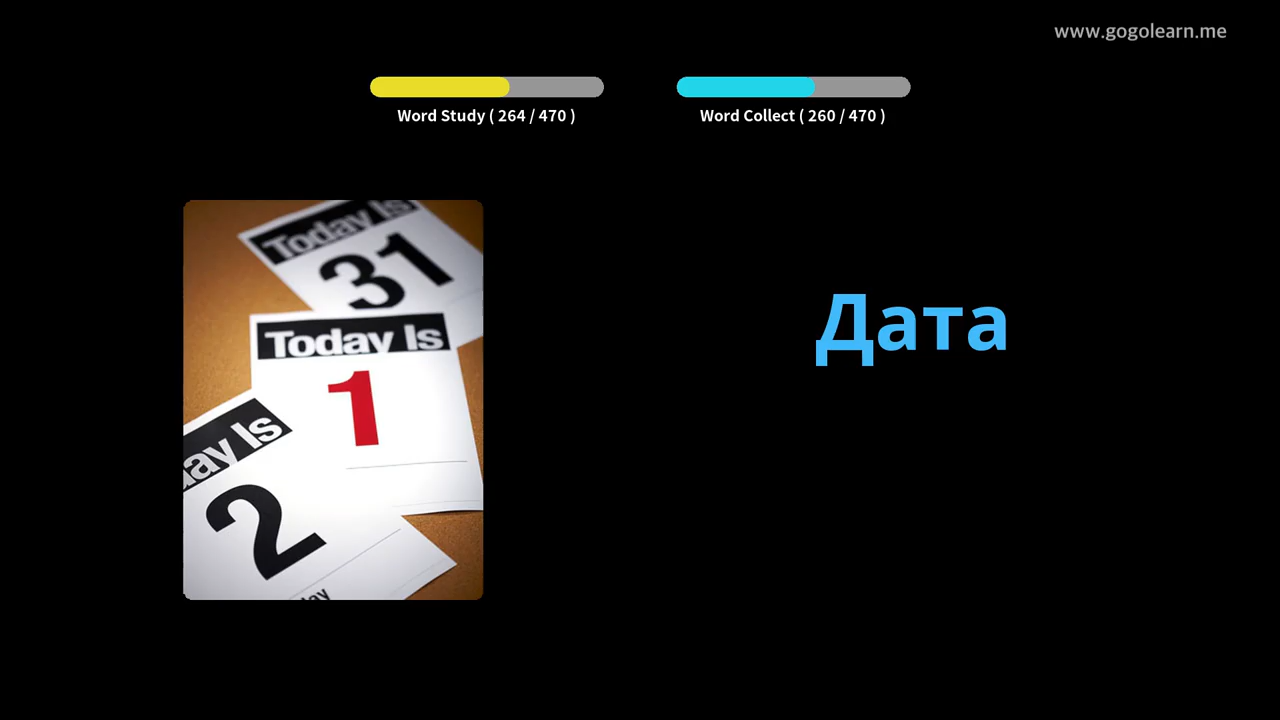 www.gogolearn.me
Word Study ( 264 / 470 )
Word Collect ( 260 / 470 )
Today Is
31
Today Is
1
Дата
ay Is
2
ay